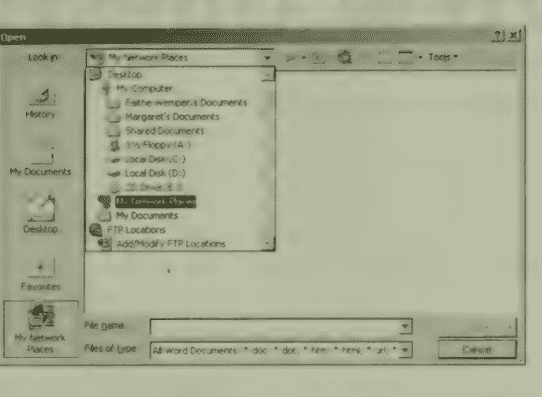 Open
Look in:
My Network Places
Tools
Desktop
My Computer
Faithe Wempen's Documents
Margaret's Documents
Shared Documents
3½ Floppy (A:)
Local Disk (C:)
Local Disk (D:)
My Network Places
My Documents
FTP Locations
Add/Modify FTP Locations
History
My Documents
Desktop
Favorites
My Network
Places
File name:
Files of type:
All Word Documents *.doc *.dot; *.htm *.html; *.url; *
Cancel